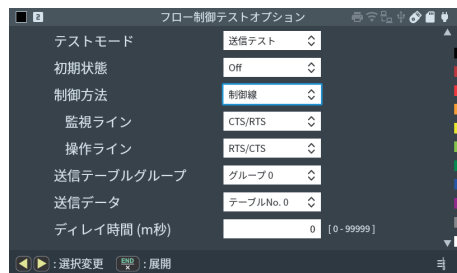 2 フロー制御テストオプション
テストモード 送信テスト
初期状態 Off
制御方法 制御線
監視ライン CTS/RTS
操作ライン RTS/CTS
送信テーブルグループ グループ 0
送信データ テーブルNo. 0
ディレイ時間 (m秒) 0 [ 0 - 99999 ]
:選択変更 END × :展開